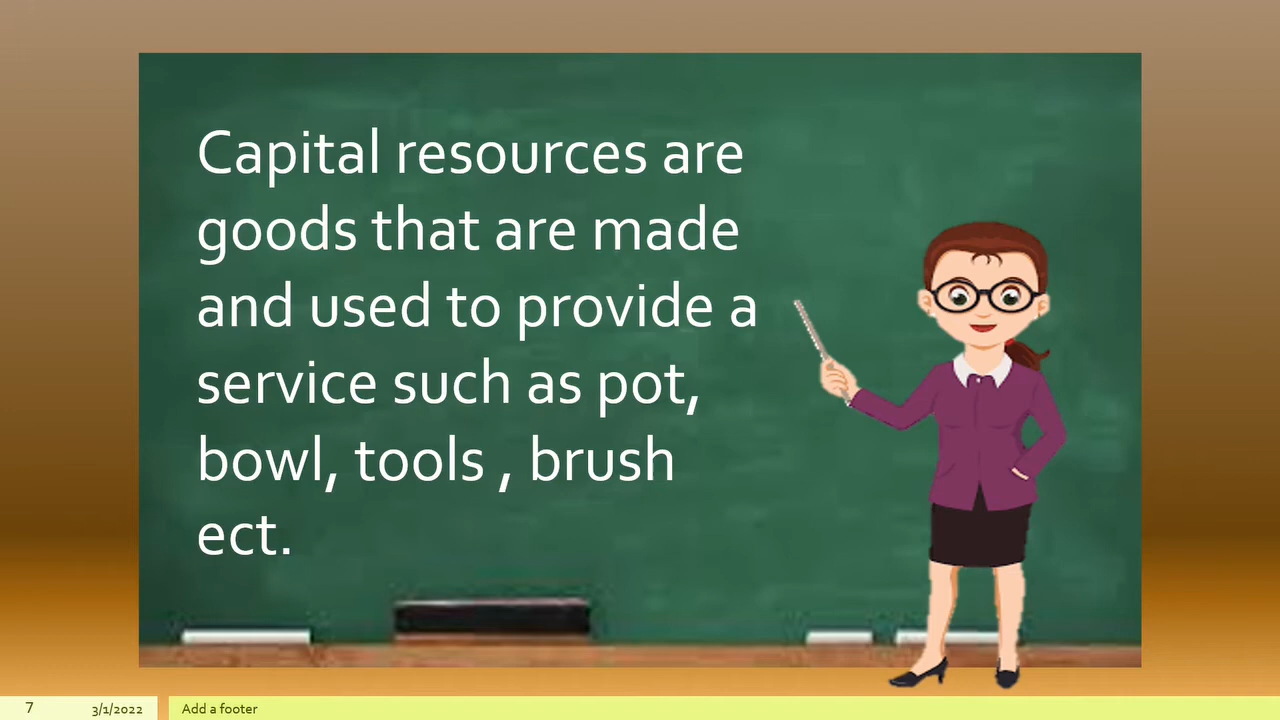 Capital resources are
goods that are made
and used to provide a
service such as pot,
bowl, tools , brush
ect.
7 3/1/2022 Add a footer